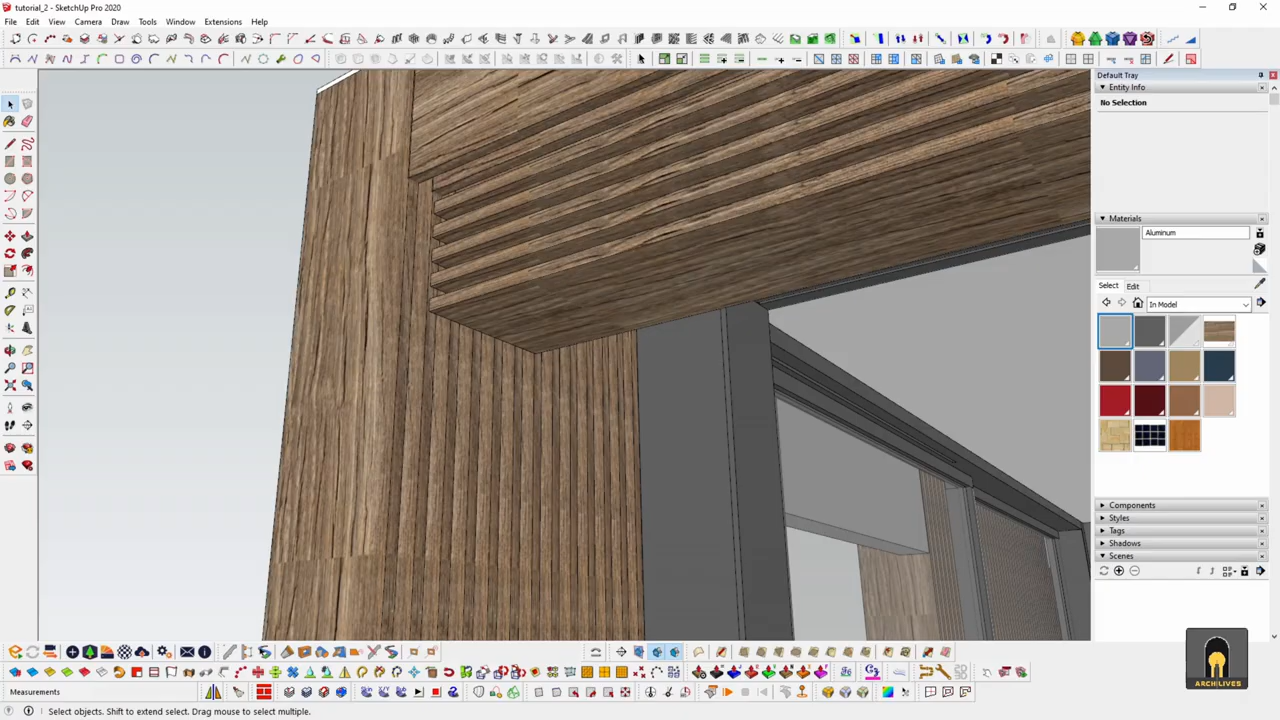 tutorial_2 - SketchUp Pro 2020
File Edit View Camera Draw Tools Window Extensions Help
Default Tray
Entity Info
No Selection
Materials
Aluminum
Select Edit
In Model
Components
Styles
Tags
Shadows
Scenes
ARCHLIVES
Measurements
Select objects. Shift to extend select. Drag mouse to select multiple.